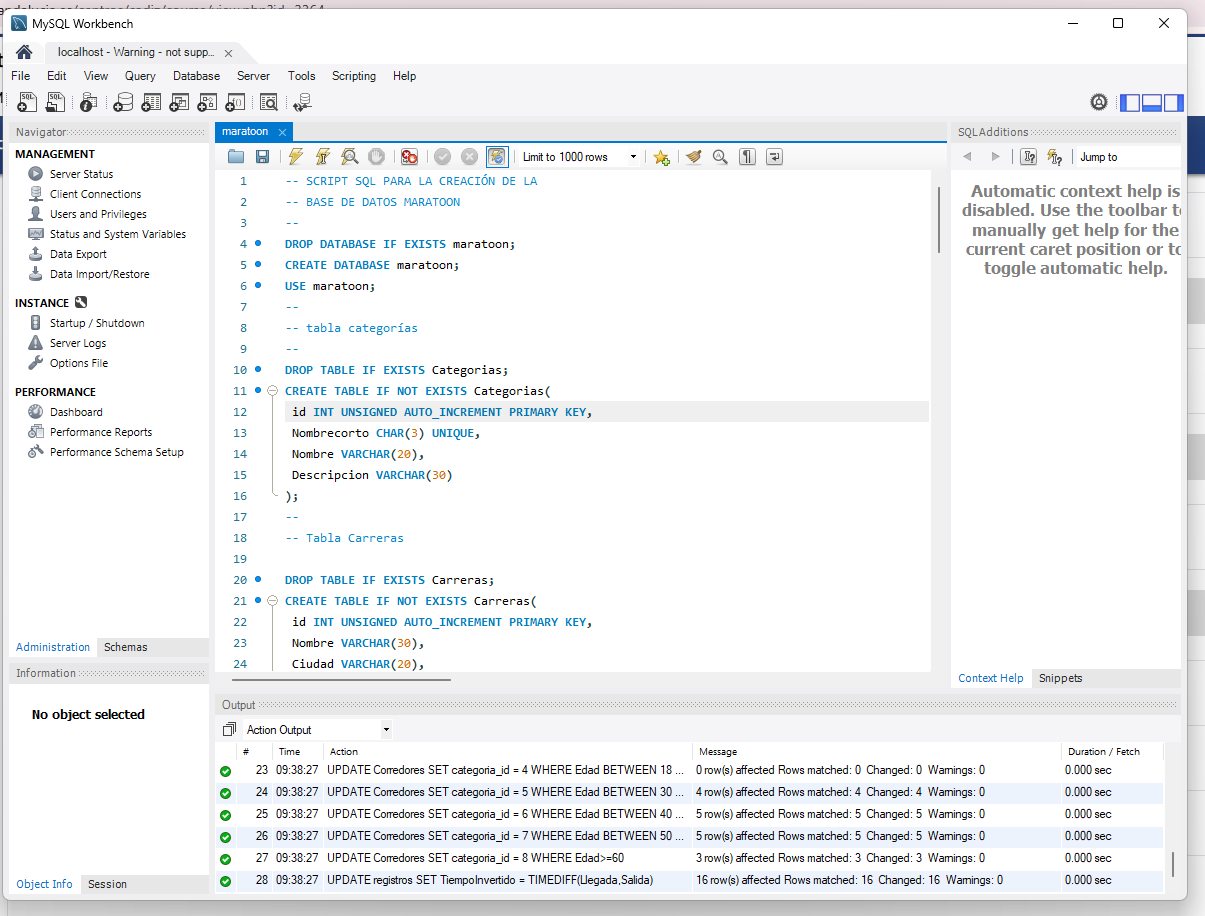 MySQL Workbench
localhost - Warning - not supp...
File Edit View Query Database Server Tools Scripting Help
Navigator
MANAGEMENT
Server Status
Client Connections
Users and Privileges
Status and System Variables
Data Export
Data Import/Restore
INSTANCE
Startup / Shutdown
Server Logs
Options File
PERFORMANCE
Dashboard
Performance Reports
Performance Schema Setup
Administration Schemas
Information
No object selected
Object Info Session
maratoon
Limit to 1000 rows
1 -- SCRIPT SQL PARA LA CREACIÓN DE LA
2 -- BASE DE DATOS MARATOON
3 --
4 DROP DATABASE IF EXISTS maratoon;
5 CREATE DATABASE maratoon;
6 USE maratoon;
7 --
8 -- tabla categorías
9 --
10 DROP TABLE IF EXISTS Categorias;
11 CREATE TABLE IF NOT EXISTS Categorias(
12 id INT UNSIGNED AUTO_INCREMENT PRIMARY KEY,
13 Nombrecorto CHAR(3) UNIQUE,
14 Nombre VARCHAR(20),
15 Descripcion VARCHAR(30)
16 );
17 --
18 -- Tabla Carreras
19
20 DROP TABLE IF EXISTS Carreras;
21 CREATE TABLE IF NOT EXISTS Carreras(
22 id INT UNSIGNED AUTO_INCREMENT PRIMARY KEY,
23 Nombre VARCHAR(30),
24 Ciudad VARCHAR(20),
SQLAdditions
Jump to
Automatic context help is
disabled. Use the toolbar to
manually get help for the
current caret position or to
toggle automatic help.
Context Help Snippets
Output
Action Output
# Time Action Message Duration / Fetch
23 09:38:27 UPDATE Corredores SET categoria_id = 4 WHERE Edad BETWEEN 18 ... 0 row(s) affected Rows matched: 0 Changed: 0 Warnings: 0 0.000 sec
24 09:38:27 UPDATE Corredores SET categoria_id = 5 WHERE Edad BETWEEN 30 ... 4 row(s) affected Rows matched: 4 Changed: 4 Warnings: 0 0.000 sec
25 09:38:27 UPDATE Corredores SET categoria_id = 6 WHERE Edad BETWEEN 40 ... 5 row(s) affected Rows matched: 5 Changed: 5 Warnings: 0 0.000 sec
26 09:38:27 UPDATE Corredores SET categoria_id = 7 WHERE Edad BETWEEN 50 ... 5 row(s) affected Rows matched: 5 Changed: 5 Warnings: 0 0.000 sec
27 09:38:27 UPDATE Corredores SET categoria_id = 8 WHERE Edad>=60 3 row(s) affected Rows matched: 3 Changed: 3 Warnings: 0 0.000 sec
28 09:38:27 UPDATE registros SET TiempoInvertido = TIMEDIFF(Llegada,Salida) 16 row(s) affected Rows matched: 16 Changed: 16 Warnings: 0 0.000 sec